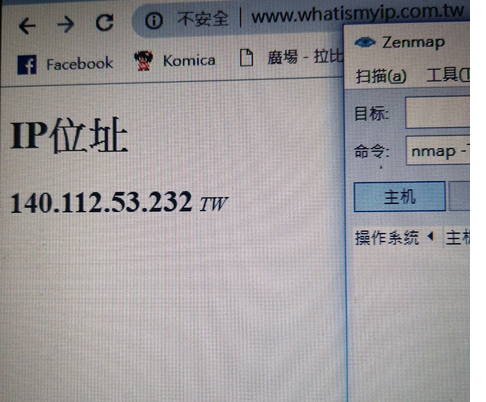 不安全 | www.whatismyip.com.tw
Facebook Komica 廣場 - 拉比
IP位址
140.112.53.232 TW
Zenmap
扫描(a) 工具(T
目标:
命令: nmap -T
主机
操作系统 主机